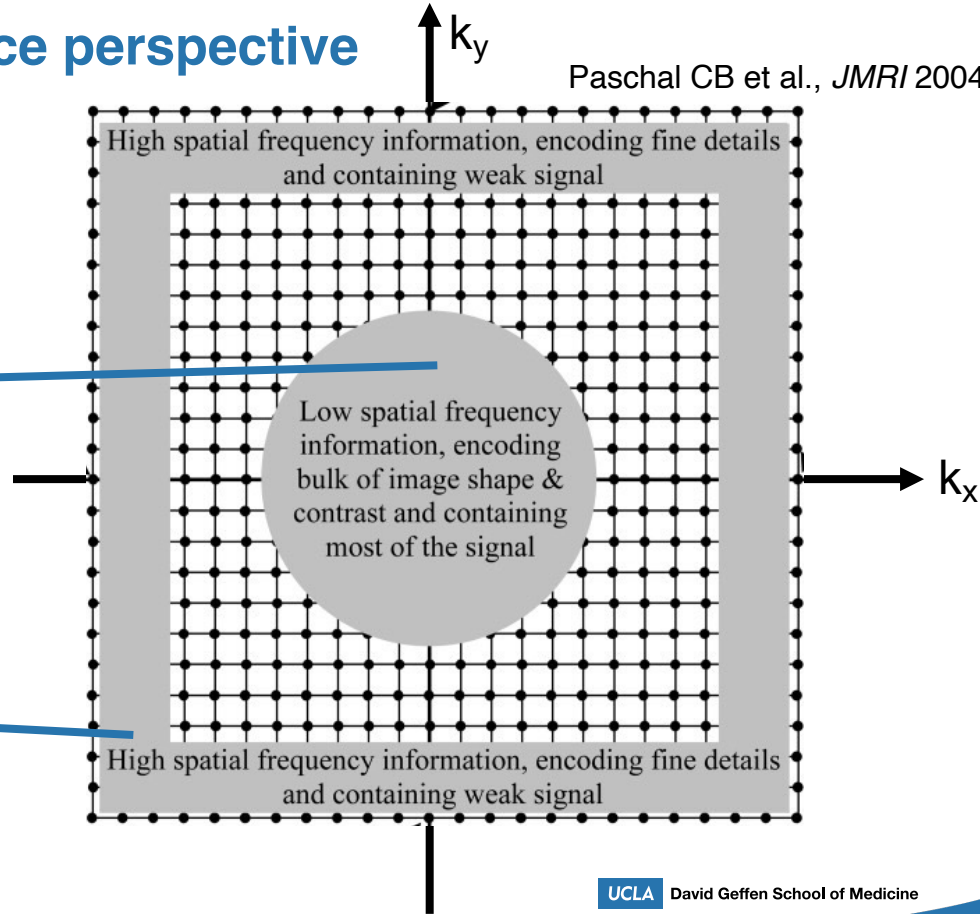 ce perspective
k_y
Paschal CB et al., JMRI 2004
High spatial frequency information, encoding fine details
and containing weak signal
Low spatial frequency
information, encoding
bulk of image shape &
contrast and containing
most of the signal
k_x
High spatial frequency information, encoding fine details
and containing weak signal
UCLA David Geffen School of Medicine